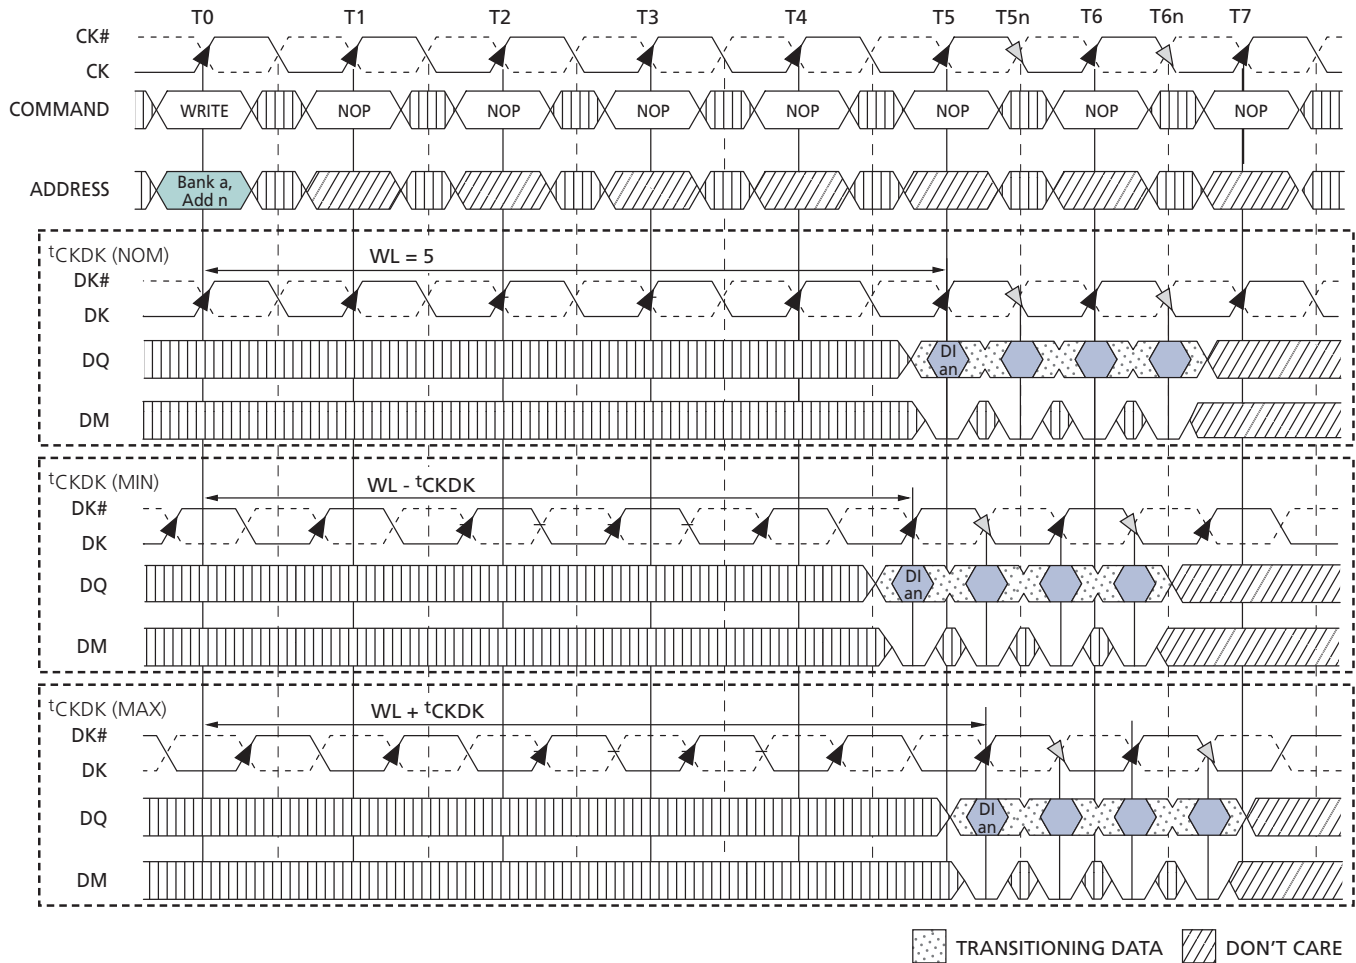 T0 T1 T2 T3 T4 T5 T5n T6 T6n T7
CK#
CK
COMMAND WRITE NOP NOP NOP NOP NOP NOP NOP
ADDRESS Bank a,
Add n
tCKDK (NOM)
WL = 5
DK#
DK
DQ DI
an
DM
tCKDK (MIN)
WL - tCKDK
DK#
DK
DQ DI
an
DM
tCKDK (MAX)
WL + tCKDK
DK#
DK
DQ DI
an
DM
TRANSITIONING DATA DON'T CARE